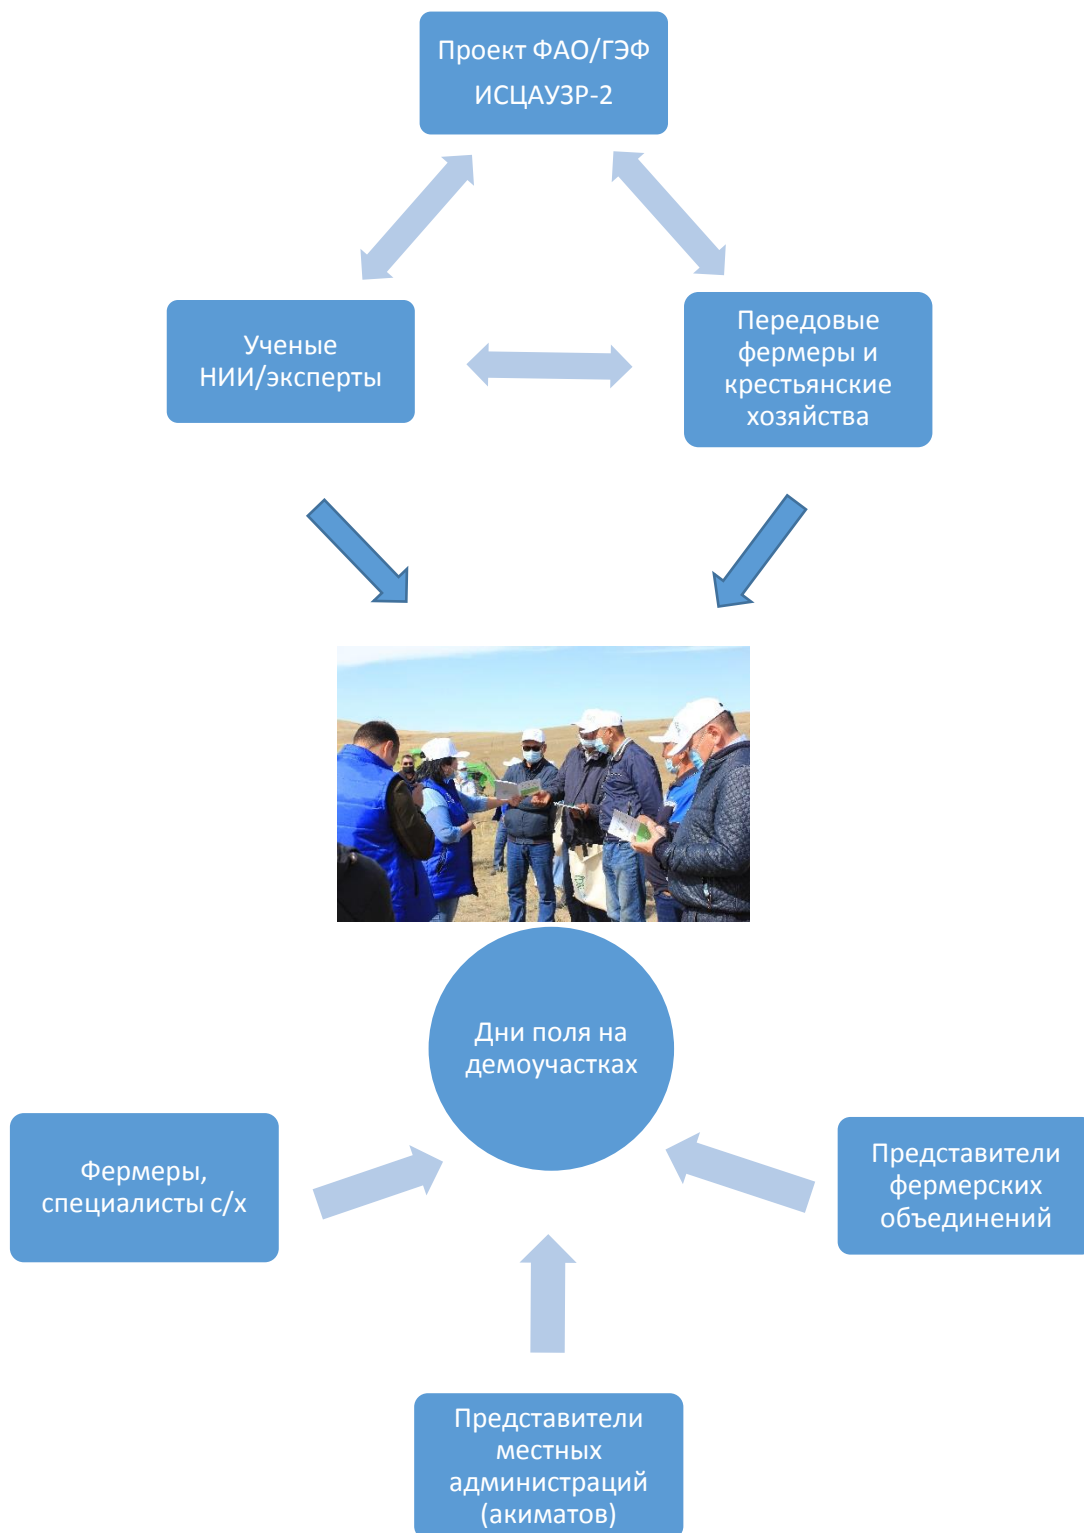 Проект ФАО/ГЭФ
ИСЦАУЗР-2
Ученые
НИИ/эксперты
Передовые
фермеры и
крестьянские
хозяйства
Дни поля на
демоучастках
Фермеры,
специалисты с/х
Представители
фермерских
объединений
Представители
местных
администраций
(акиматов)